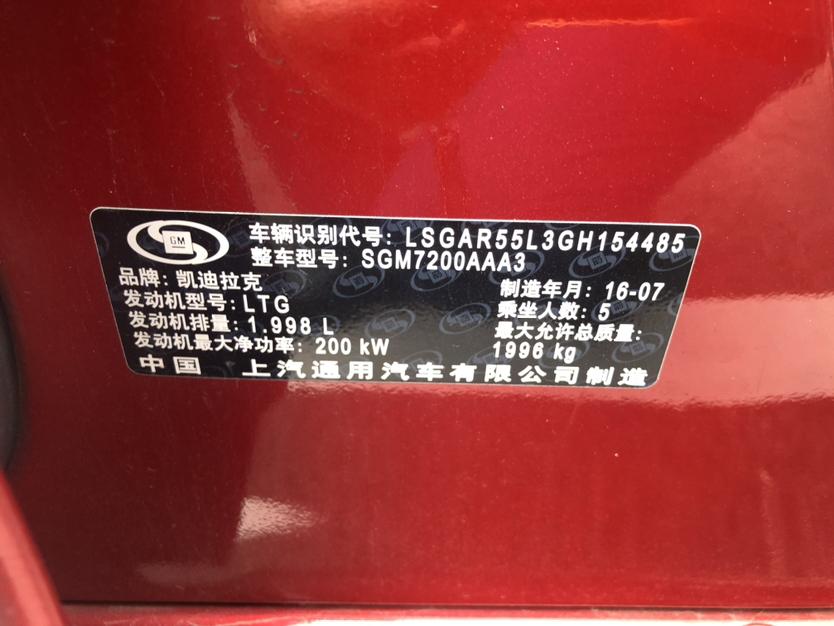 GM
车辆识别代号: LSGAR55L3GH154485
整车型号: SGM7200AAA3
品牌: 凯迪拉克
制造年月: 16-07
发动机型号: LTG
乘坐人数: 5
发动机排量: 1.998 L
最大允许总质量:
发动机最大净功率: 200 kW
1996 kg
中国 上汽通用汽车有限公司制造